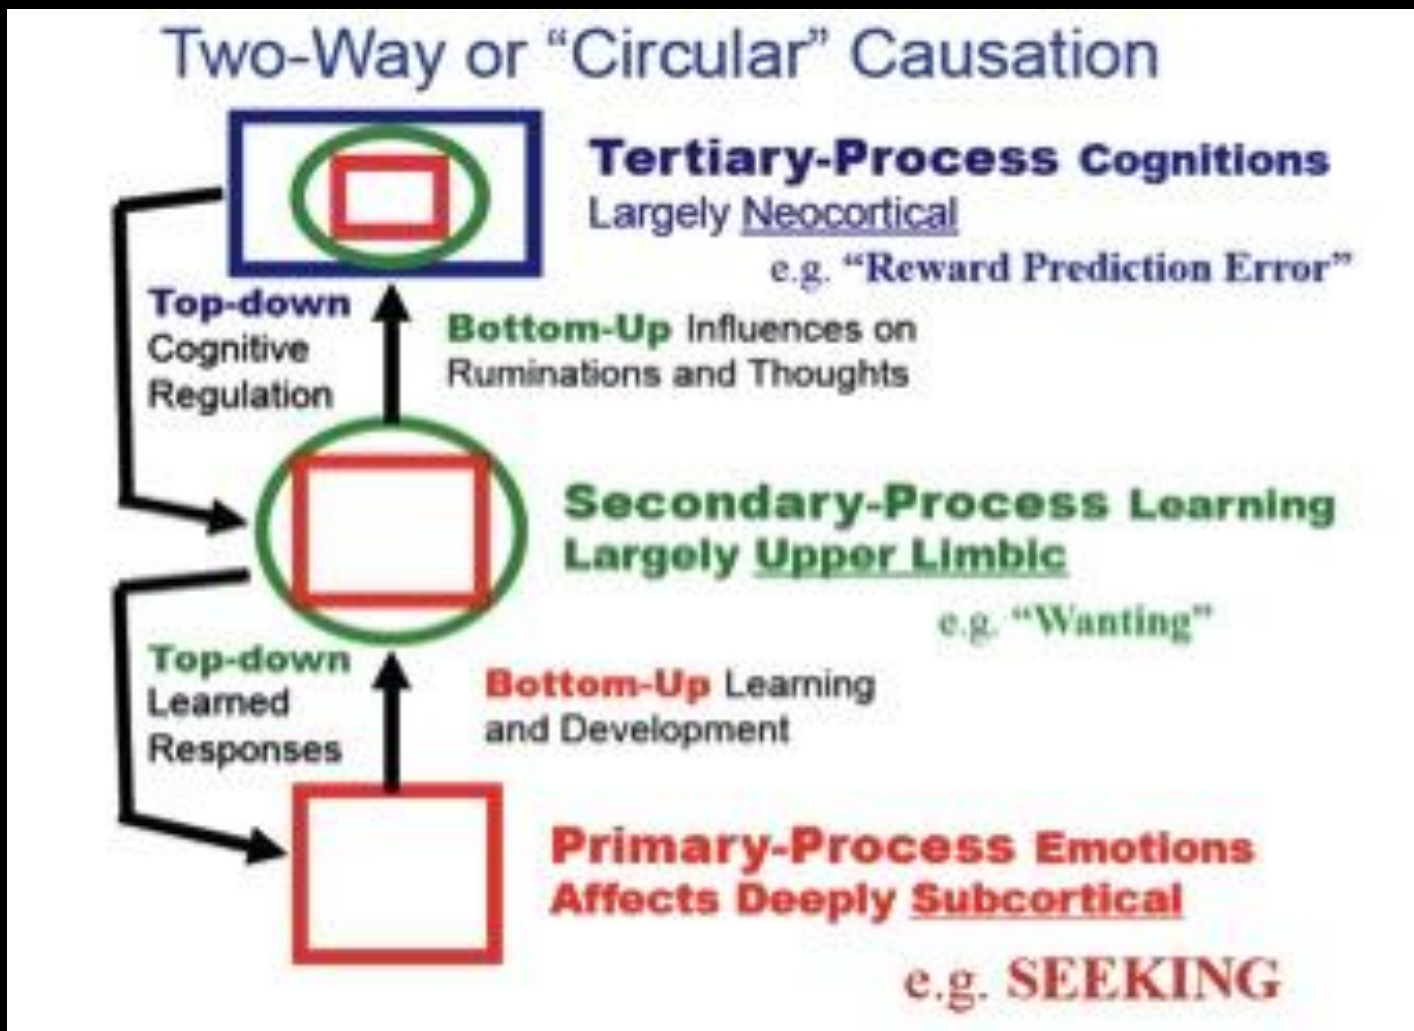 Two-Way or “Circular” Causation
Tertiary-Process Cognitions
Largely Neocortical
e.g. “Reward Prediction Error”
Top-down
Cognitive
Regulation
Bottom-Up Influences on
Ruminations and Thoughts
Secondary-Process Learning
Largely Upper Limbic
e.g. “Wanting”
Top-down
Learned
Responses
Bottom-Up Learning
and Development
Primary-Process Emotions
Affects Deeply Subcortical
e.g. SEEKING